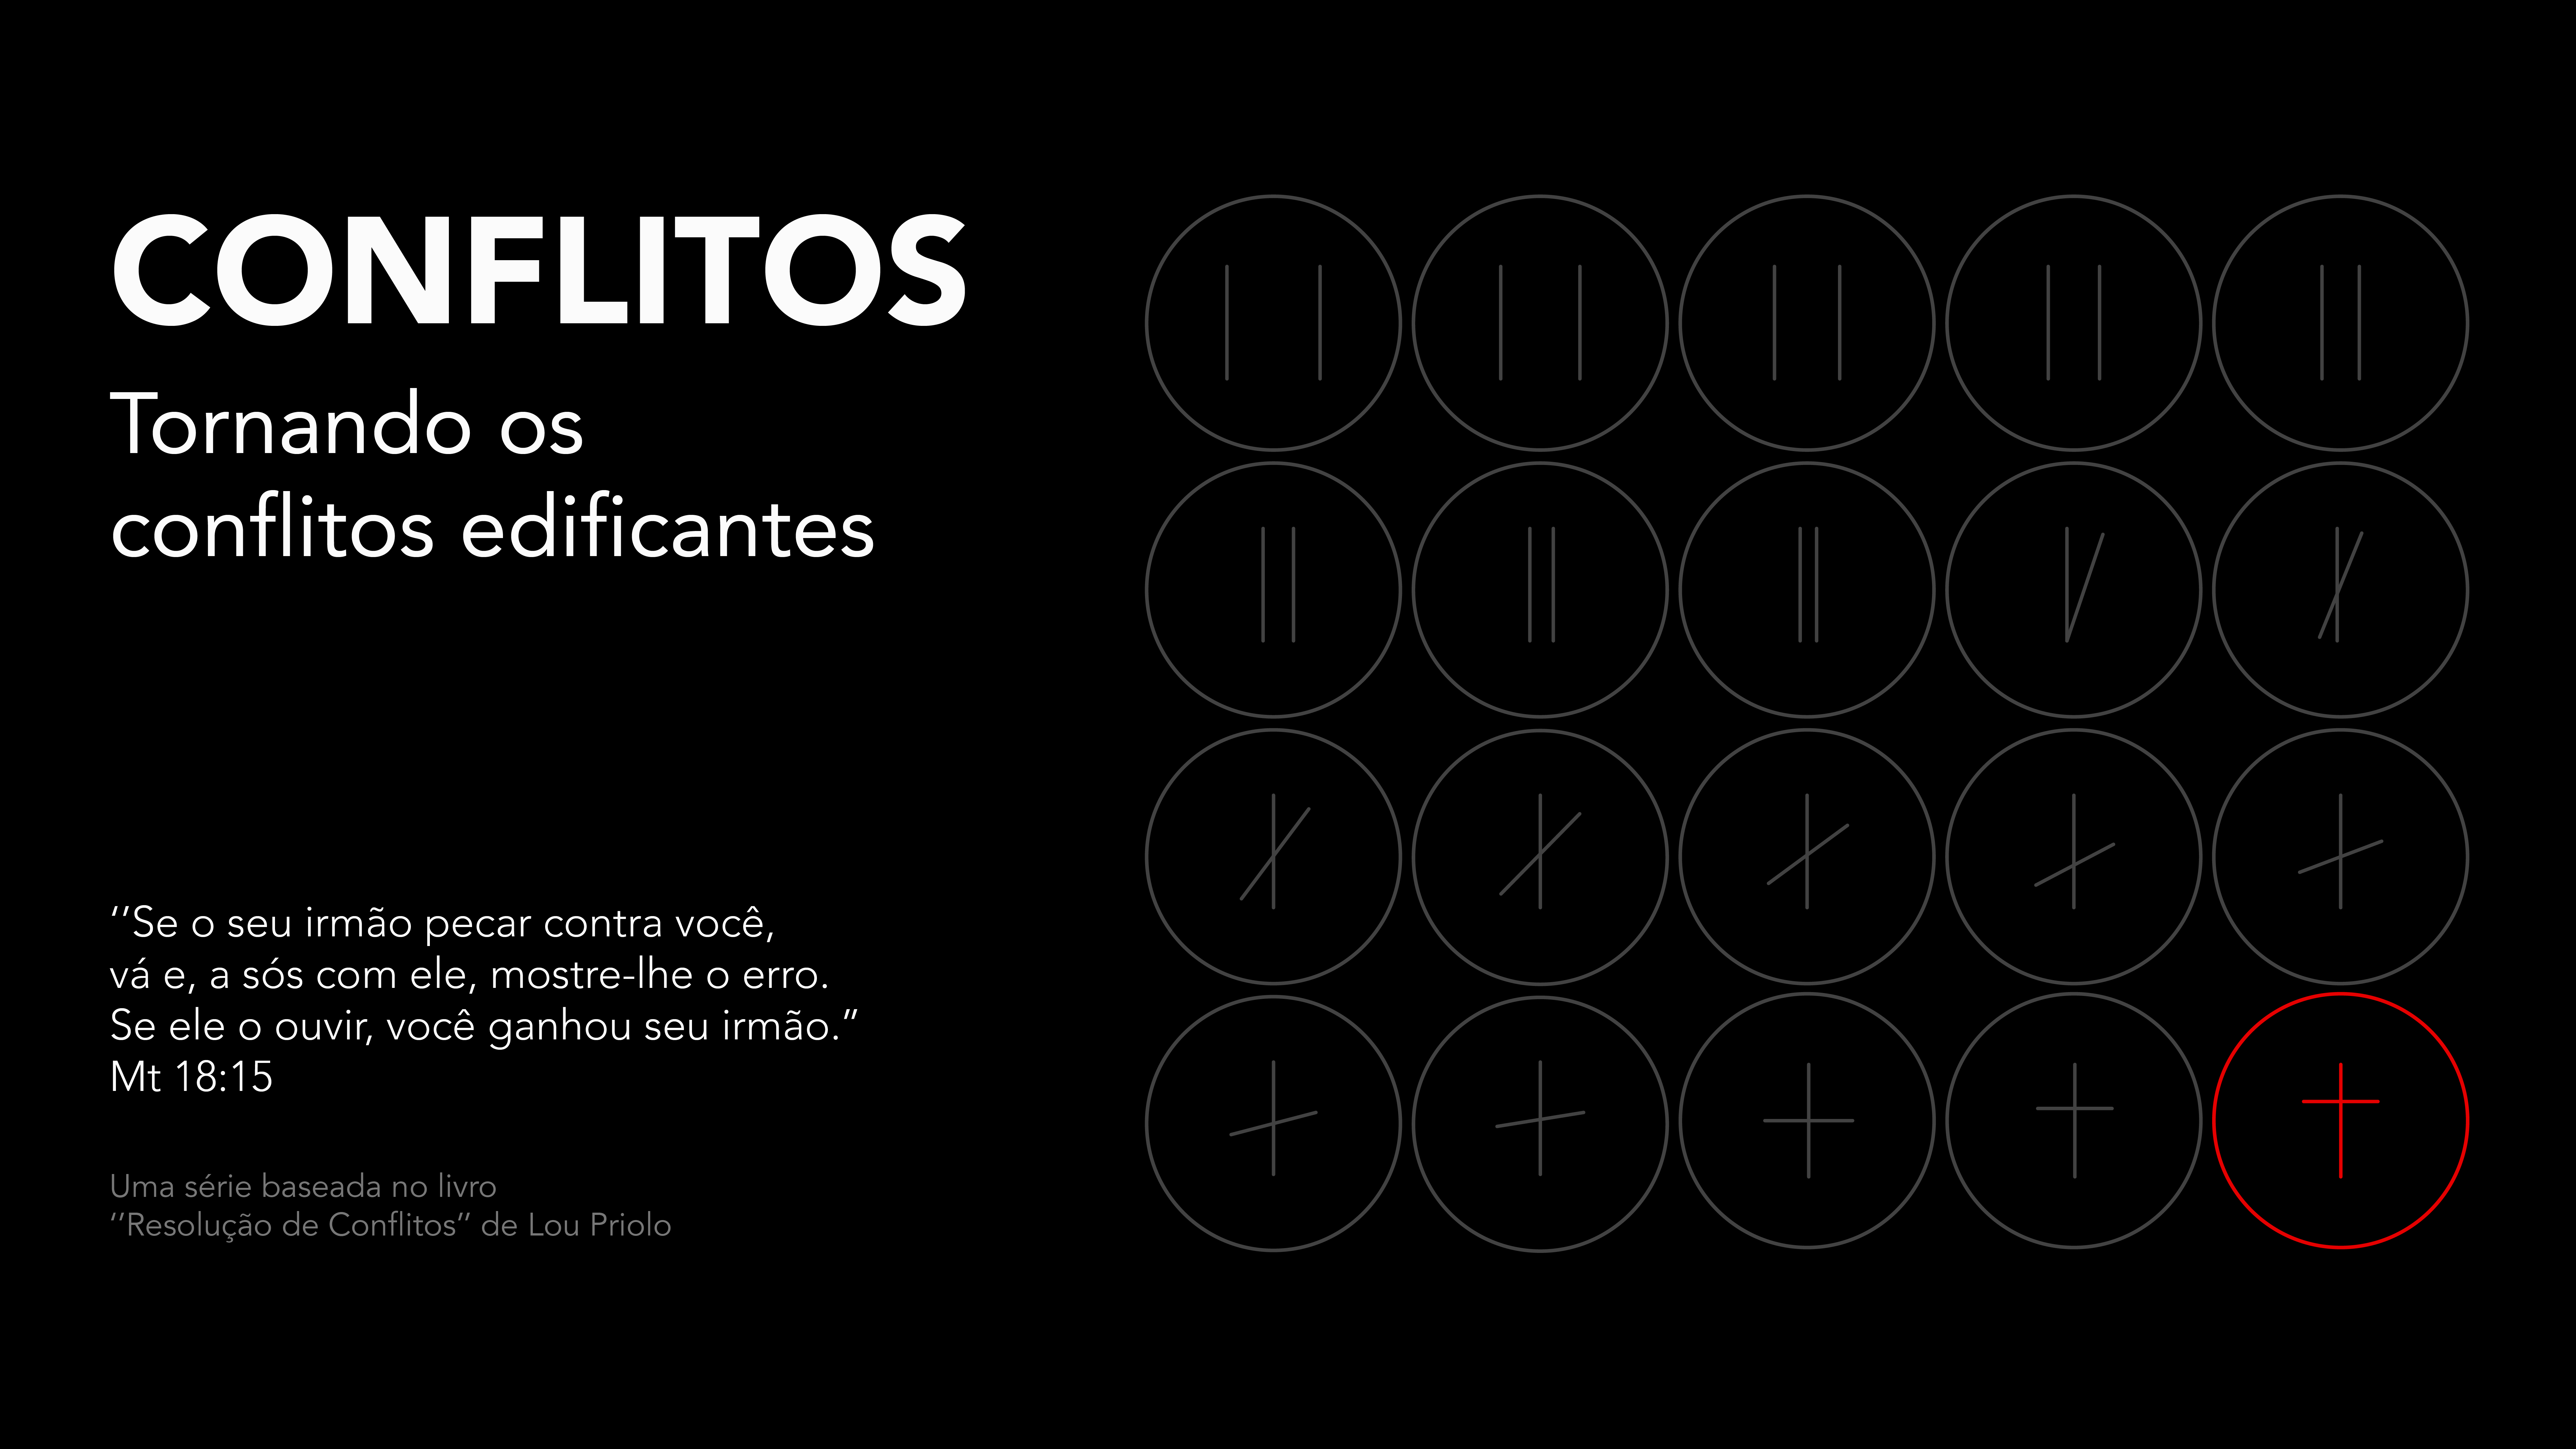 CONFLITOS
Tornando os
conflitos edificantes
‘’Se o seu irmão pecar contra você,
vá e, a sós com ele, mostre-lhe o erro.
Se ele o ouvir, você ganhou seu irmão.”
Mt 18:15
Uma série baseada no livro
‘’Resolução de Conflitos’’ de Lou Priolo